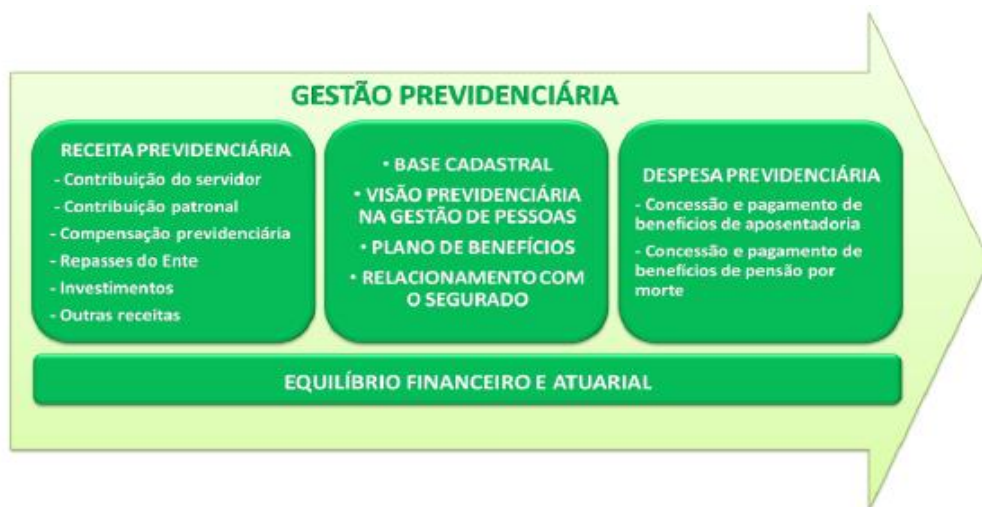 GESTÃO PREVIDENCIÁRIA
RECEITA PREVIDENCIÁRIA
- Contribuição do servidor
- Contribuição patronal
- Compensação previdenciária
- Repasses do Ente
- Investimentos
- Outras receitas
• BASE CADASTRAL
• VISÃO PREVIDENCIÁRIA
NA GESTÃO DE PESSOAS
• PLANO DE BENEFÍCIOS
• RELACIONAMENTO COM
O SEGURADO
DESPESA PREVIDENCIÁRIA
- Concessão e pagamento de
benefícios de aposentadoria
- Concessão e pagamento de
benefícios de pensão por
morte
EQUILÍBRIO FINANCEIRO E ATUARIAL